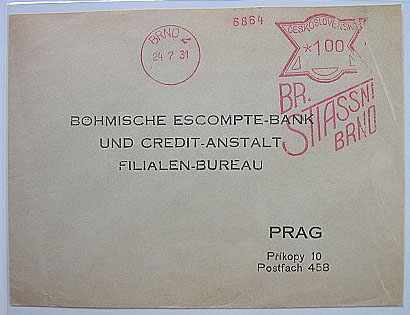 6864
BRNO 2
24 7 31
ČESKOSLOVENSKO
*100
BR.
STIASSNI
BRNO
BÖHMISCHE ESCOMPTE-BANK
UND CREDIT-ANSTALT
FILIALEN-BUREAU
PRAG
Príkopy 10
Postfach 458